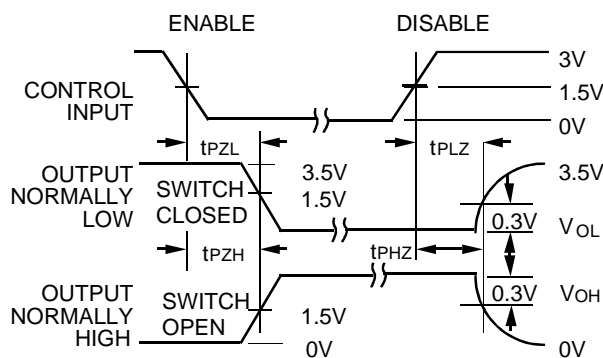 ENABLE
DISABLE
3V
CONTROL
INPUT
1.5V
0V
tPZL
tPLZ
OUTPUT
NORMALLY
LOW
SWITCH
CLOSED
3.5V
1.5V
3.5V
0.3V
VOL
tPZH
tPHZ
OUTPUT
NORMALLY
HIGH
SWITCH
OPEN
1.5V
0V
0.3V
VOH
0V